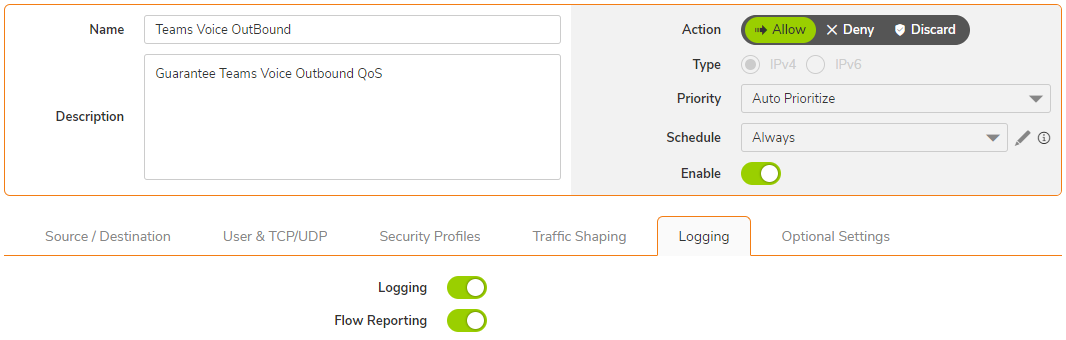 Name Teams Voice OutBound
Description Guarantee Teams Voice Outbound QoS
Action Allow Deny Discard
Type IPv4 IPv6
Priority Auto Prioritize
Schedule Always
Enable
Source / Destination User & TCP/UDP Security Profiles Traffic Shaping Logging Optional Settings
Logging
Flow Reporting